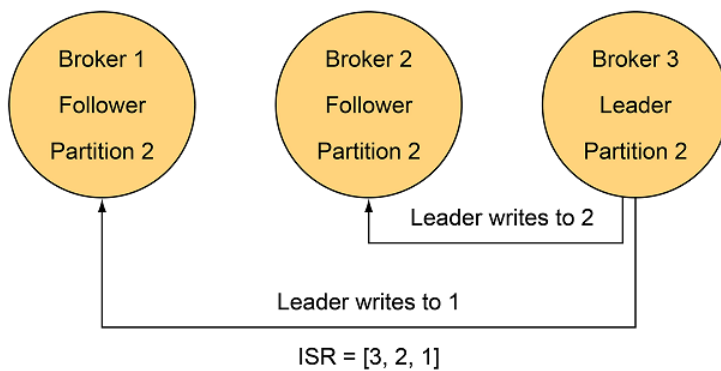 Broker 1
Follower
Partition 2
Broker 2
Follower
Partition 2
Broker 3
Leader
Partition 2
Leader writes to 2
Leader writes to 1
ISR = [3, 2, 1]